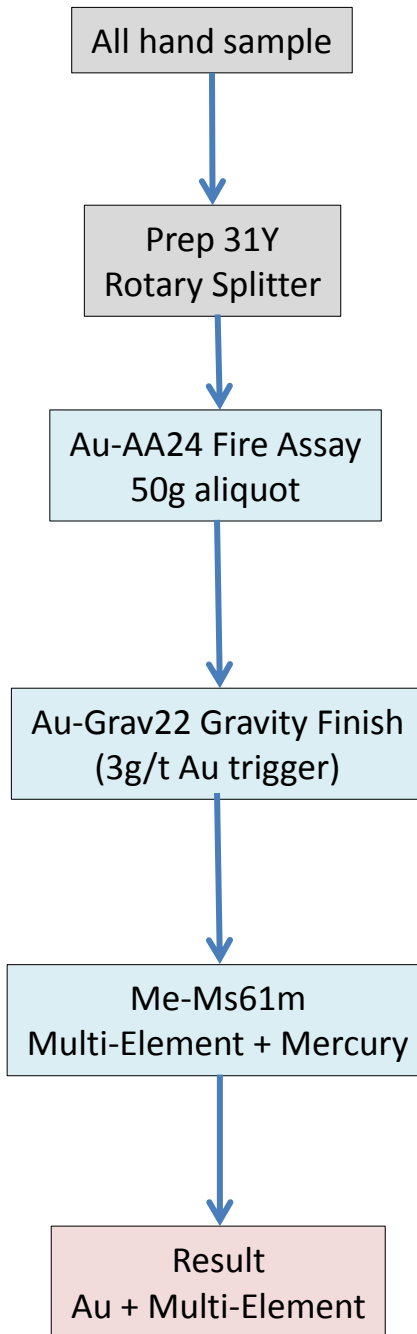 All hand sample
Prep 31Y
Rotary Splitter
Au-AA24 Fire Assay
50g aliquot
Au-Grav22 Gravity Finish
(3g/t Au trigger)
Me-Ms61m
Multi-Element + Mercury
Result
Au + Multi-Element